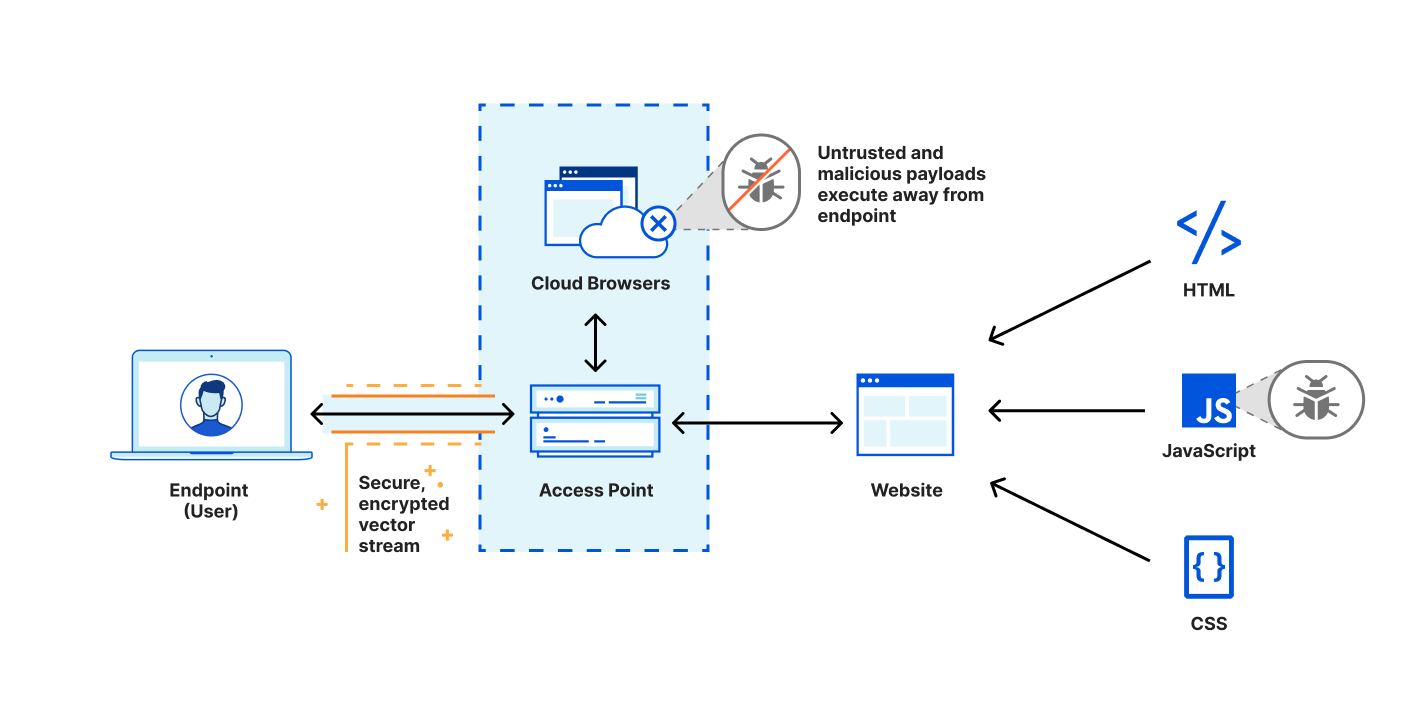 Untrusted and
malicious payloads
execute away from
endpoint
Cloud Browsers
</>
HTML
JS
JavaScript
Endpoint
(User)
Secure,
encrypted
vector
stream
Access Point
Website
{ }
CSS